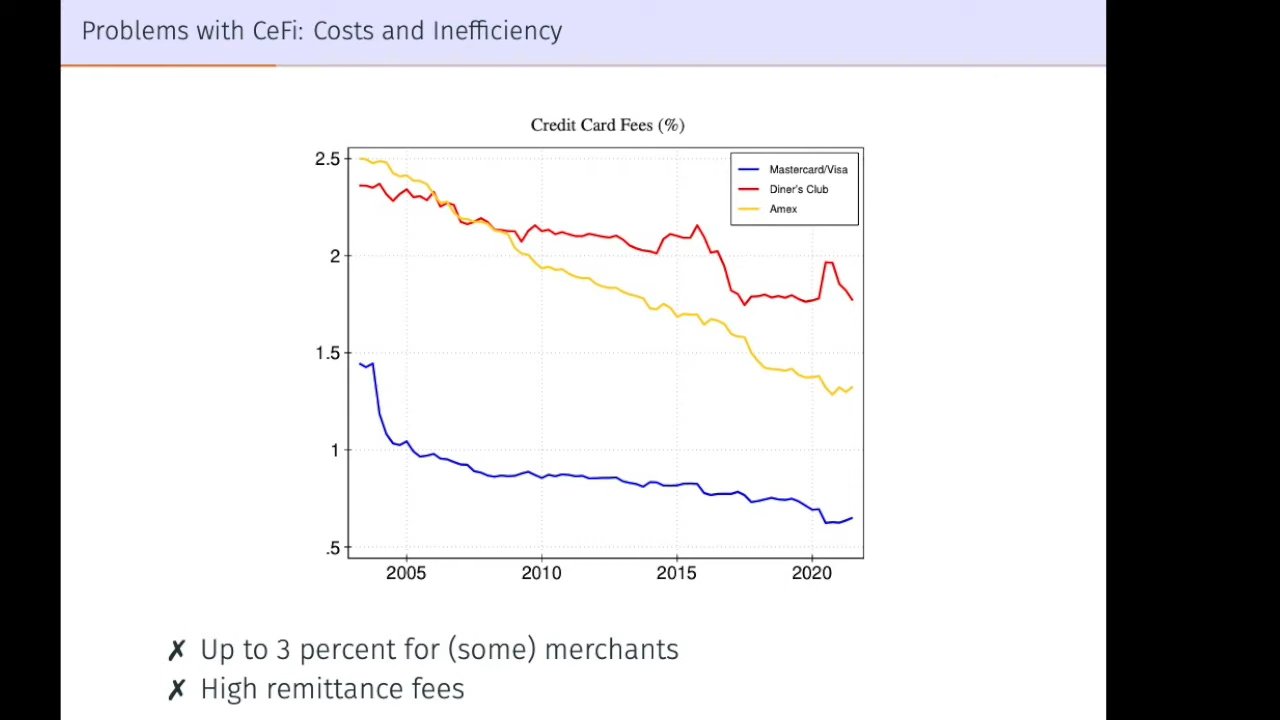 Problems with CeFi: Costs and Inefficiency
Credit Card Fees (%)
2.5
2
1.5
1
.5
Mastercard/Visa
Diner's Club
Amex
2005 2010 2015 2020
✗ Up to 3 percent for (some) merchants
✗ High remittance fees